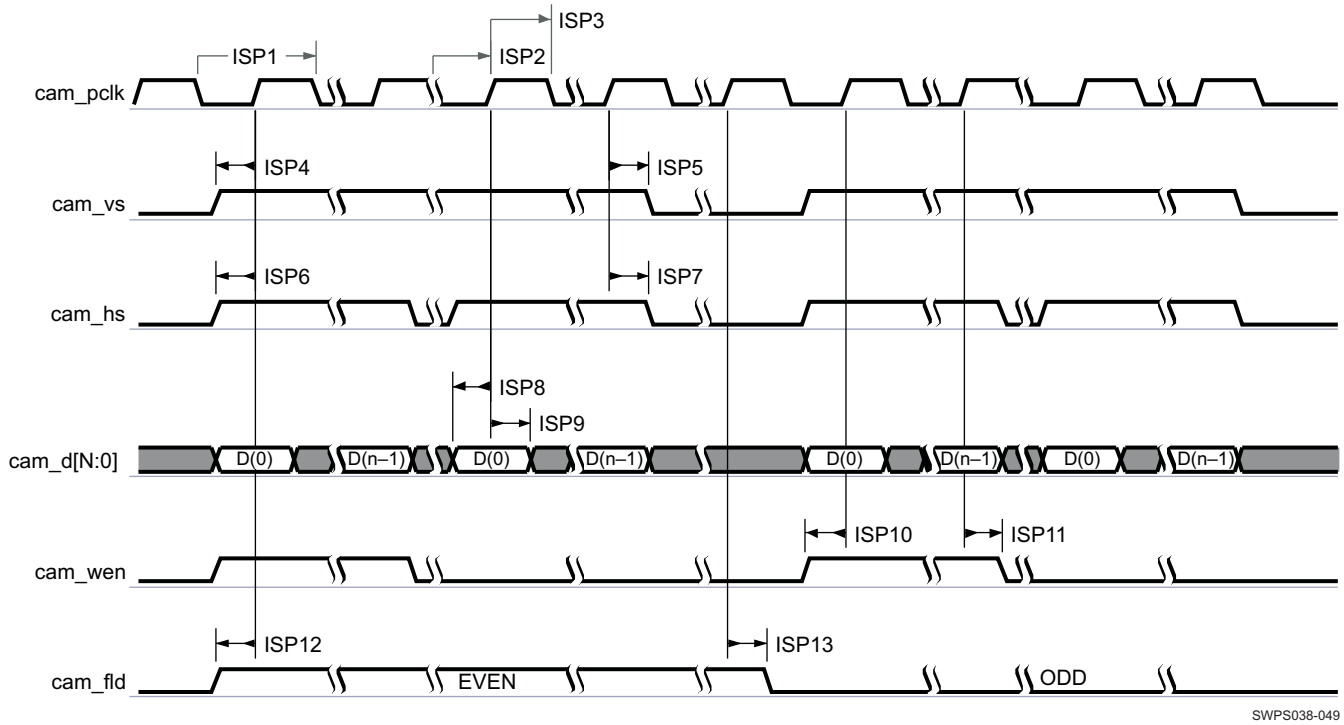 ISP3
ISP1
ISP2
cam_pclk
ISP4
ISP5
cam_vs
ISP6
ISP7
cam_hs
ISP8
ISP9
cam_d[N:0]
D(0)
D(n–1)
D(0)
D(n–1)
D(0)
D(n–1)
D(0)
D(n–1)
ISP10
ISP11
cam_wen
ISP12
ISP13
cam_fld
EVEN
ODD
SWPS038-049